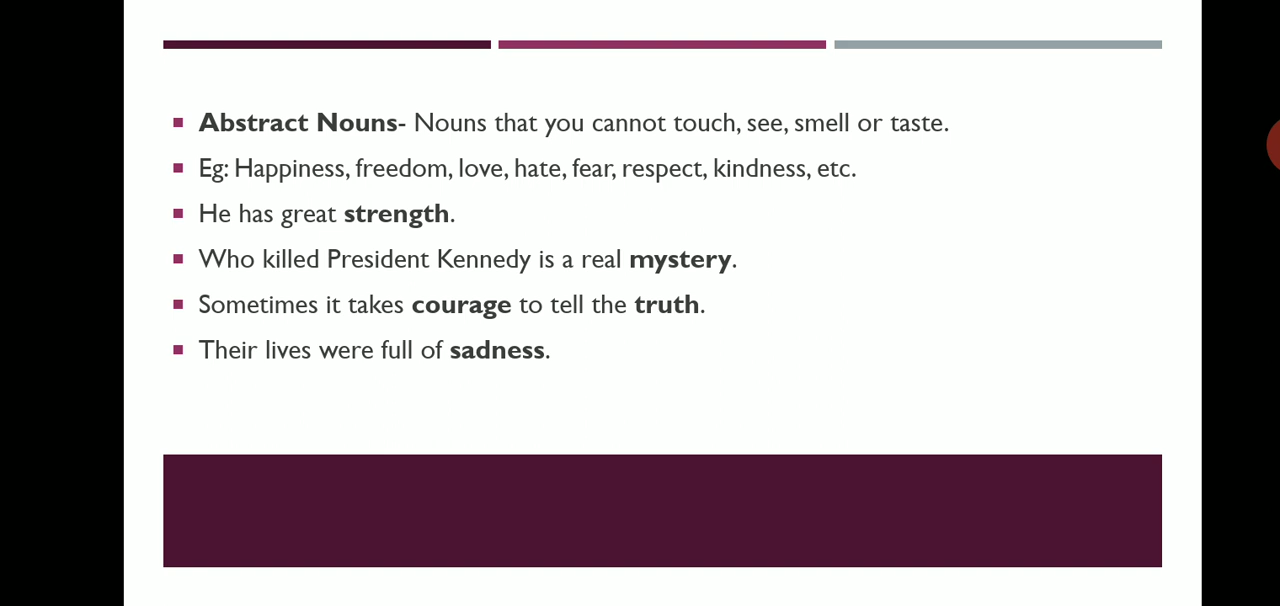 Abstract Nouns- Nouns that you cannot touch, see, smell or taste.
Eg: Happiness, freedom, love, hate, fear, respect, kindness, etc.
He has great strength.
Who killed President Kennedy is a real mystery.
Sometimes it takes courage to tell the truth.
Their lives were full of sadness.